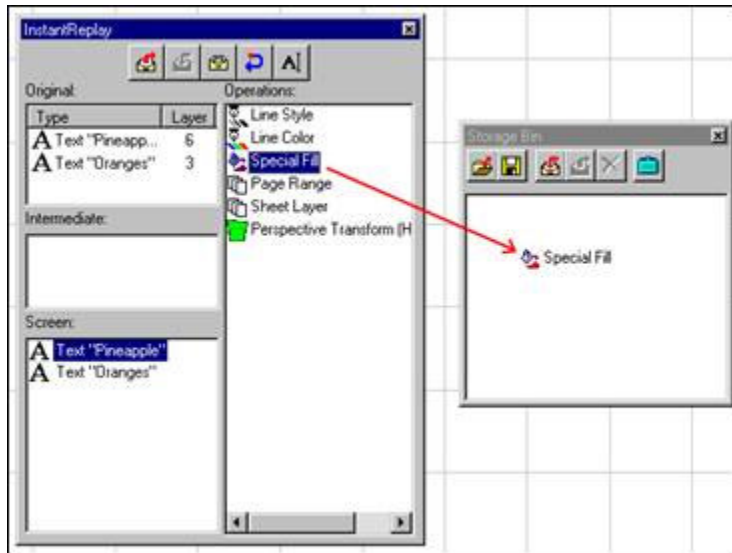 InstantReplay
A
Original:
Operations:
Type Layer
A Text "Pineapp... 6
A Text "Oranges" 3
Line Style
Line Color
Special Fill
Page Range
Sheet Layer
Perspective Transform (H
Intermediate:
Screen:
A Text "Pineapple"
A Text "Oranges"
Storage Bin
Special Fill